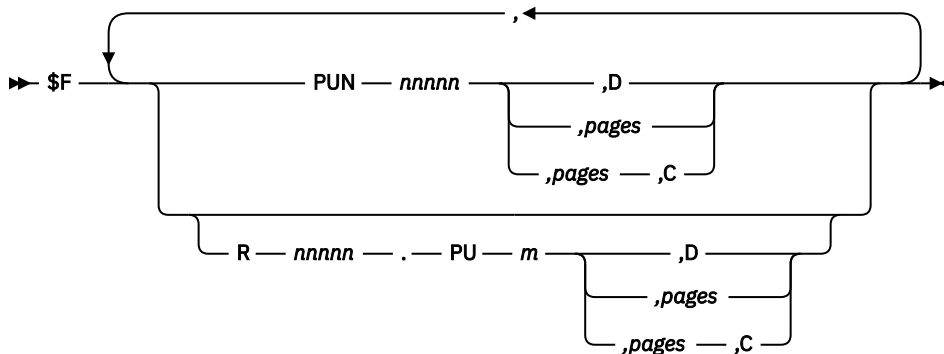 ,
$F PUN nnnnn ,D
,pages
,pages ,C
R nnnnn . PU m ,D
,pages
,pages ,C